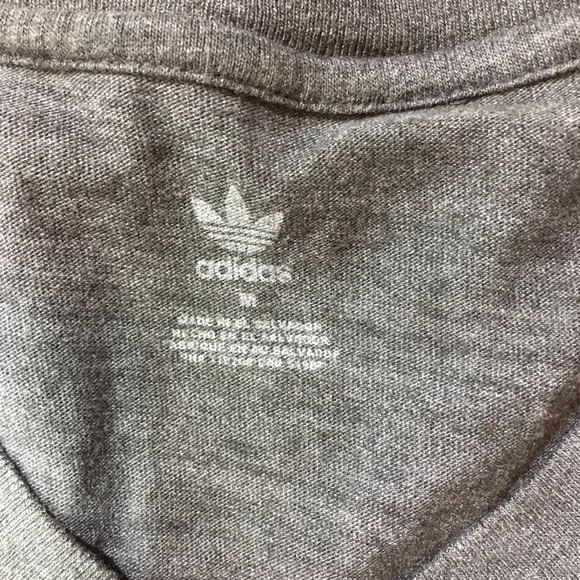 adidas
M
MADE IN EL SALVADOR
HECHO EN EL SALVADOR
FABRIQUÉ AU SALVADOR